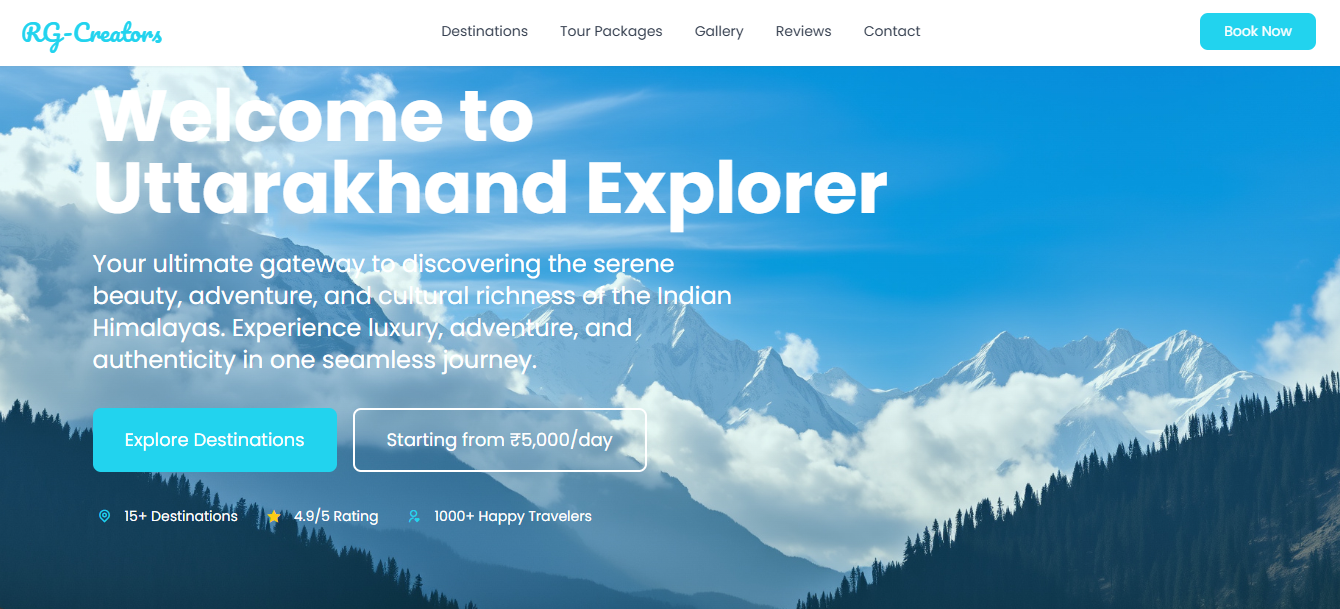 RG-Creators
Destinations
Tour Packages
Gallery
Reviews
Contact
Book Now
Welcome to
Uttarakhand Explorer
Your ultimate gateway to discovering the serene
beauty, adventure, and cultural richness of the Indian
Himalayas. Experience luxury, adventure, and
authenticity in one seamless journey.
Explore Destinations
Starting from ₹5,000/day
15+ Destinations
4.9/5 Rating
1000+ Happy Travelers